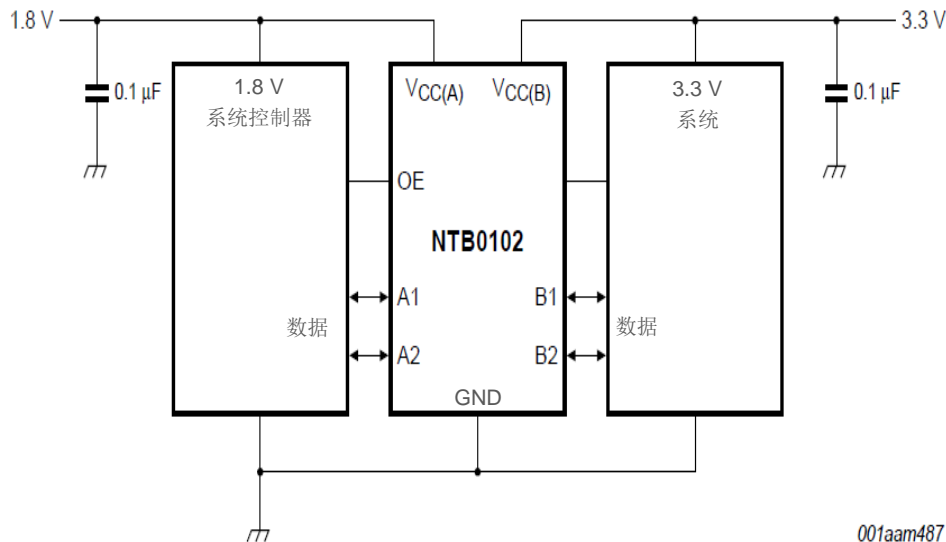 1.8 V
3.3 V
0.1 μF
1.8 V
系统控制器
VCC(A)
VCC(B)
3.3 V
系统
0.1 μF
OE
NTB0102
A1
B1
数据
数据
A2
B2
GND
001aam487